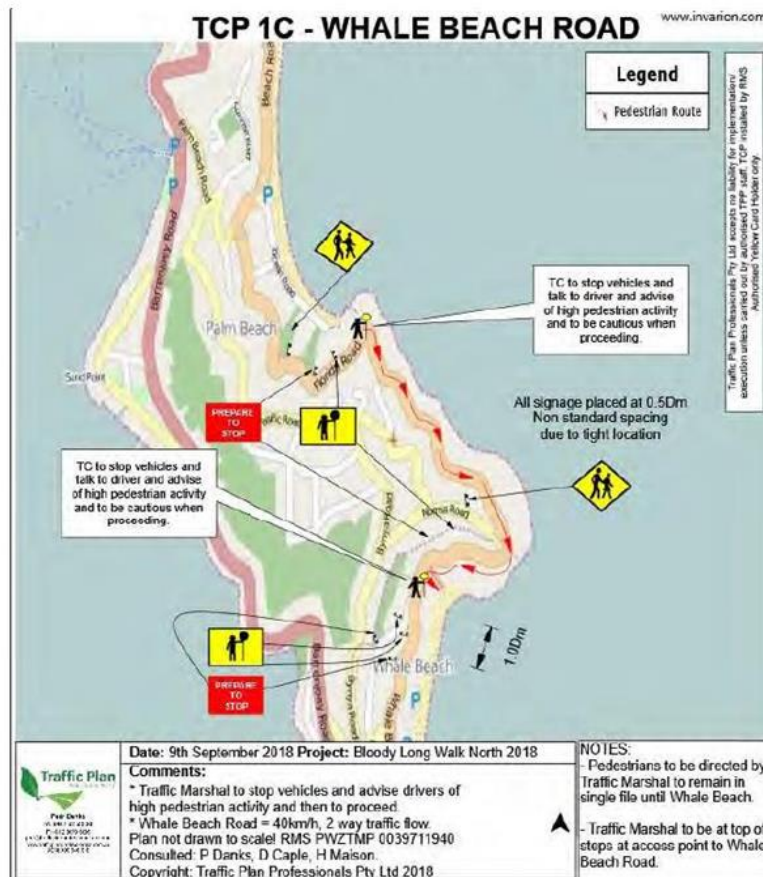 TCP 1C - WHALE BEACH ROAD
www.invarion.com
Legend
Pedestrian Route
Traffic Plan Professionals Pty Ltd accepts no liability for implementation/
execution unless carried out by authorised TPP staff. TCP installed by RMS
Authorised Yellow Card Holder only.
Beach Road
Palm Beach Road
Barrenjoey Road
P
P
P
Palm Beach
Florida Road
Sand Point
TC to stop vehicles and
talk to driver and advise
of high pedestrian activity
and to be cautious when
proceeding.
PREPARE
TO
STOP
All signage placed at 0.5Dm
Non standard spacing
due to tight location
TC to stop vehicles and
talk to driver and advise
of high pedestrian activity
and to be cautious when
proceeding.
Norma Road
Bynya Road
1.0Dm
Whale Beach
PREPARE
TO
STOP
Barrenjoey Road
Bynya Road
Whale Beach
P
Traffic Plan
Date: 9th September 2018 Project: Bloody Long Walk North 2018
Comments:
* Traffic Marshal to stop vehicles and advise drivers of
high pedestrian activity and then to proceed.
* Whale Beach Road = 40km/h, 2 way traffic flow.
Plan not drawn to scale! RMS PWZTMP 0039711940
Consulted: P Danks, D Caple, H Maison.
Copyright: Traffic Plan Professionals Pty Ltd 2018
NOTES:
- Pedestrians to be directed by
Traffic Marshal to remain in
single file until Whale Beach.
- Traffic Marshal to be at top of
steps at access point to Whale
Beach Road.